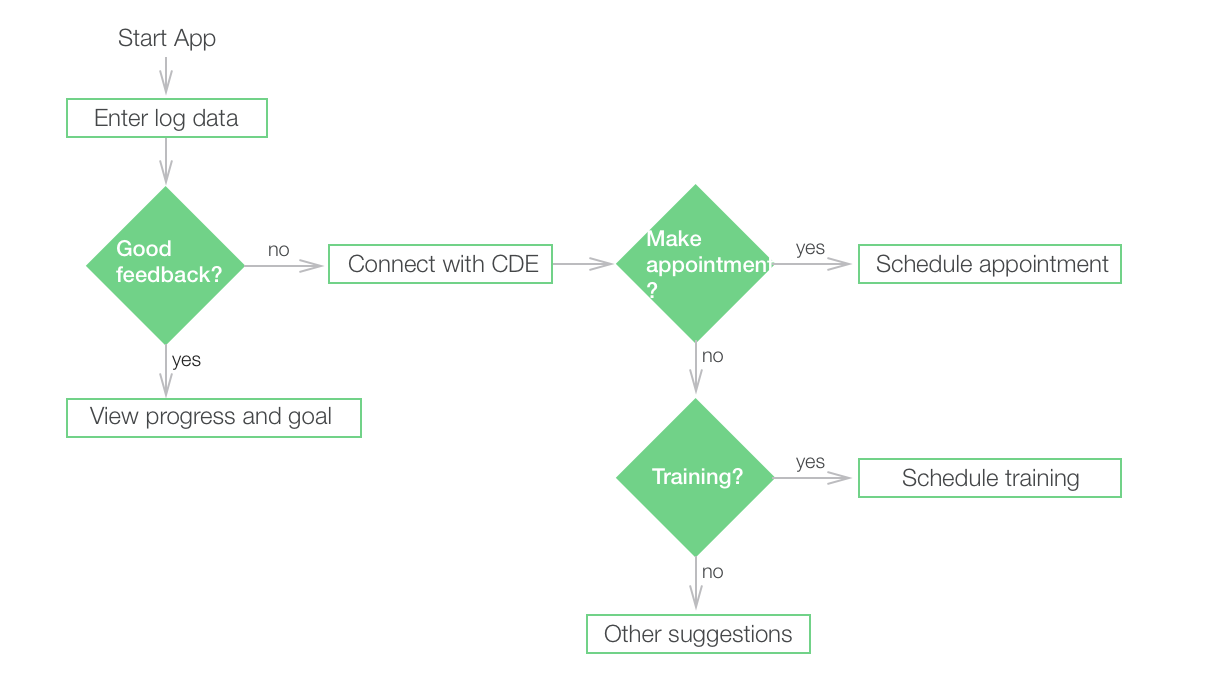 Start App
Enter log data
Good
feedback?
no
Connect with CDE
Make
appointment
?
yes
Schedule appointment
yes
no
View progress and goal
Training?
yes
Schedule training
no
Other suggestions